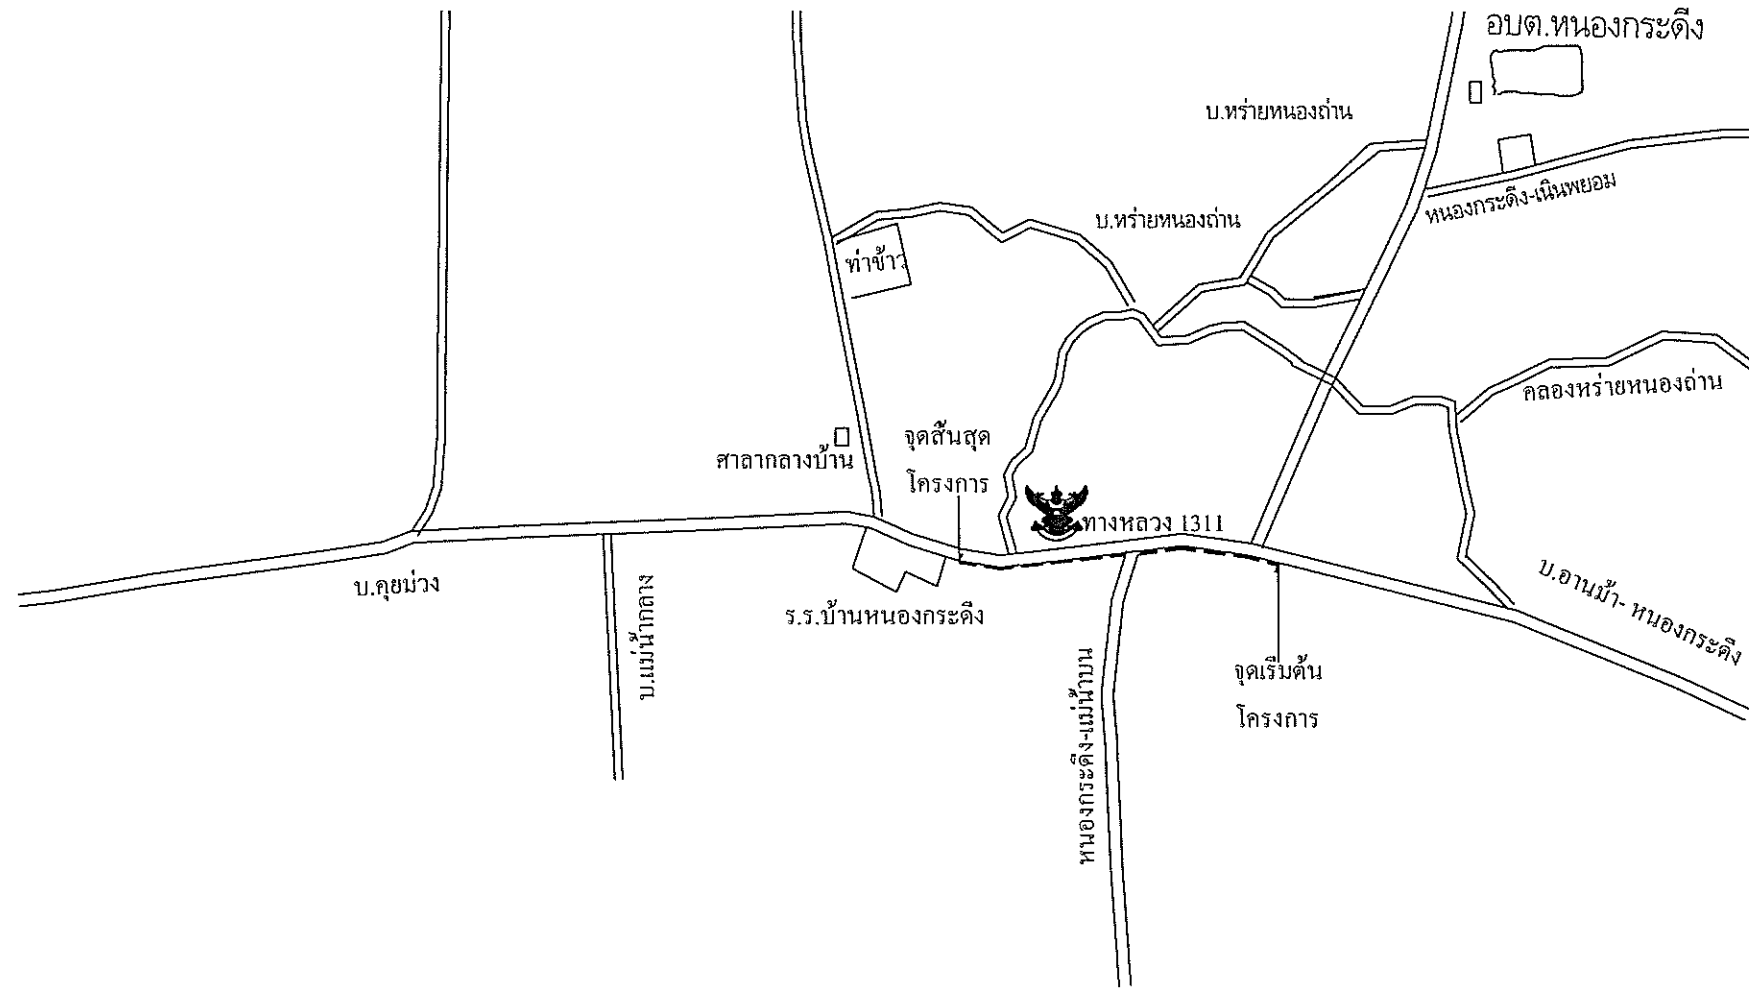 อบต.หนองกระดึง
บ.หร่ายหนองถ่าน
หนองกระดึง-เนินพยอม
บ.หร่ายหนองถ่าน
ท่าข้าว
คลองหร่ายหนองถ่าน
จุดสิ้นสุด
โครงการ
ศาลากลางบ้าน
ทางหลวง 1311
บ.คุยม่วง
บ.แม่น้ำกลาง
ร.ร.บ้านหนองกระดึง
บ.อานม้า- หนองกระดึง
หนองกระดึง-แม่น้ำบน
จุดเริ่มต้น
โครงการ